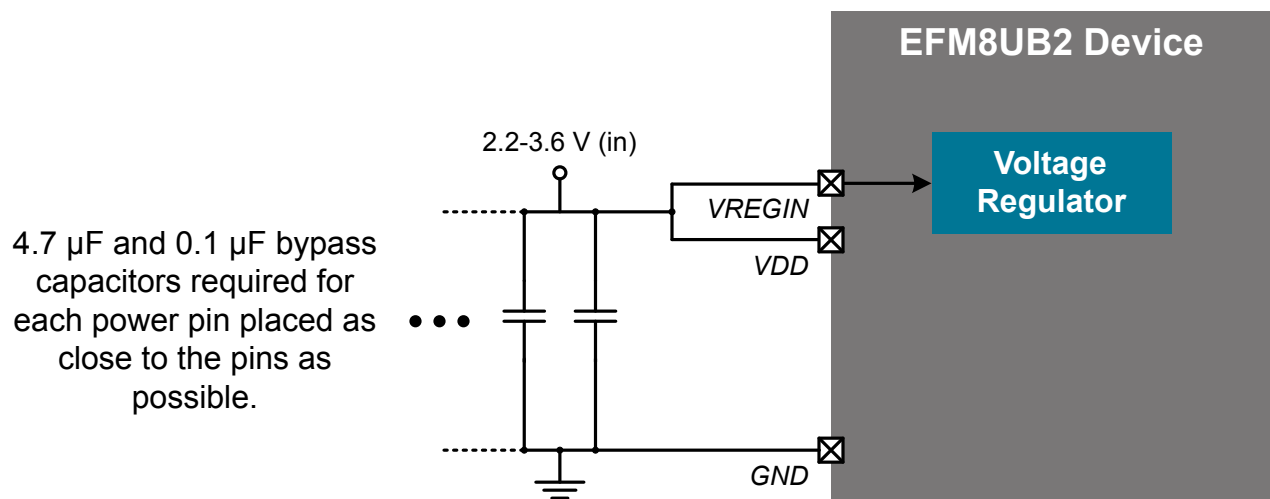 EFM8UB2 Device
2.2-3.6 V (in)
Voltage
Regulator
VREGIN
VDD
4.7 µF and 0.1 µF bypass
capacitors required for
each power pin placed as
close to the pins as
possible.
GND